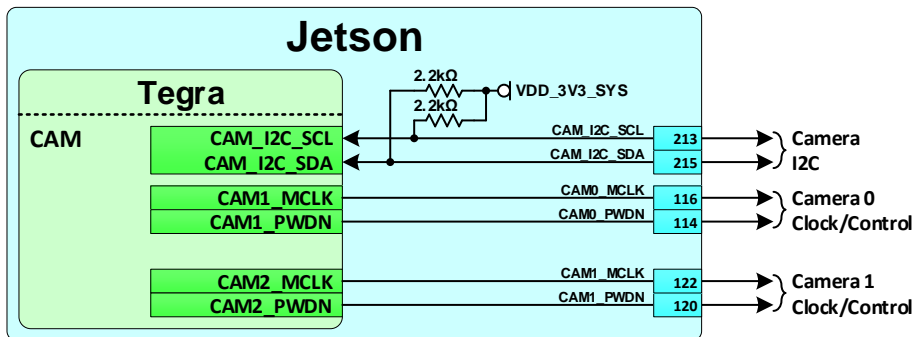 Jetson
Tegra
CAM
2.2kΩ
VDD_3V3_SYS
2.2kΩ
CAM_I2C_SCL CAM_I2C_SCL 213 Camera
CAM_I2C_SDA CAM_I2C_SDA 215 I2C
CAM1_MCLK CAM0_MCLK 116 Camera 0
CAM1_PWDN CAM0_PWDN 114 Clock/Control
CAM2_MCLK CAM1_MCLK 122 Camera 1
CAM2_PWDN CAM1_PWDN 120 Clock/Control